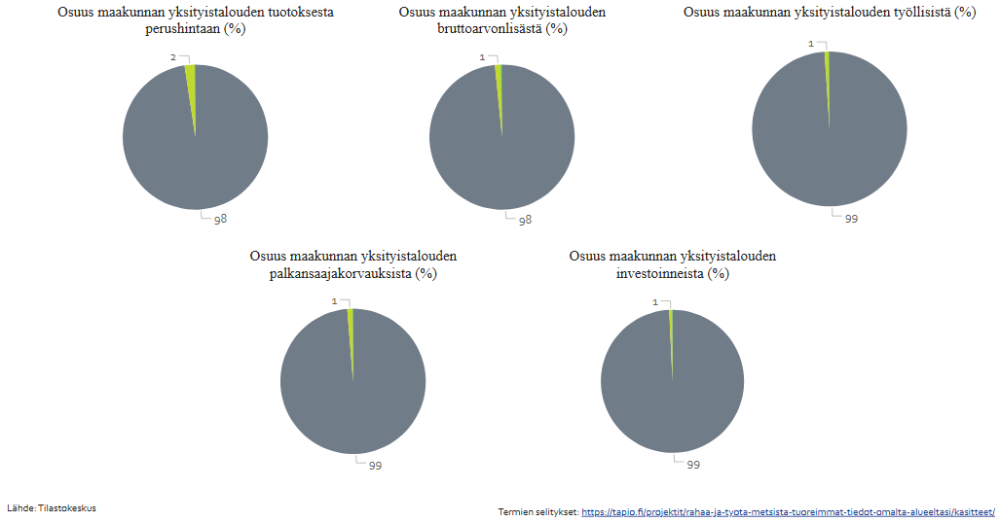 Osuus maakunnan yksityistalouden tuotoksesta
perushintaan (%)
2
98
Osuus maakunnan yksityistalouden
bruttoarvonlisästä (%)
1
98
Osuus maakunnan yksityistalouden työllisistä (%)
1
99
Osuus maakunnan yksityistalouden
palkansaajakorvauksista (%)
1
99
Osuus maakunnan yksityistalouden
investoinneista (%)
1
99
Lähde: Tilastokeskus
Termien selitykset: https://tapio.fi/projektit/rahaa-ja-tyota-metsista-tuoreimmat-tiedot-omalta-alueeltasi/kasitteet/